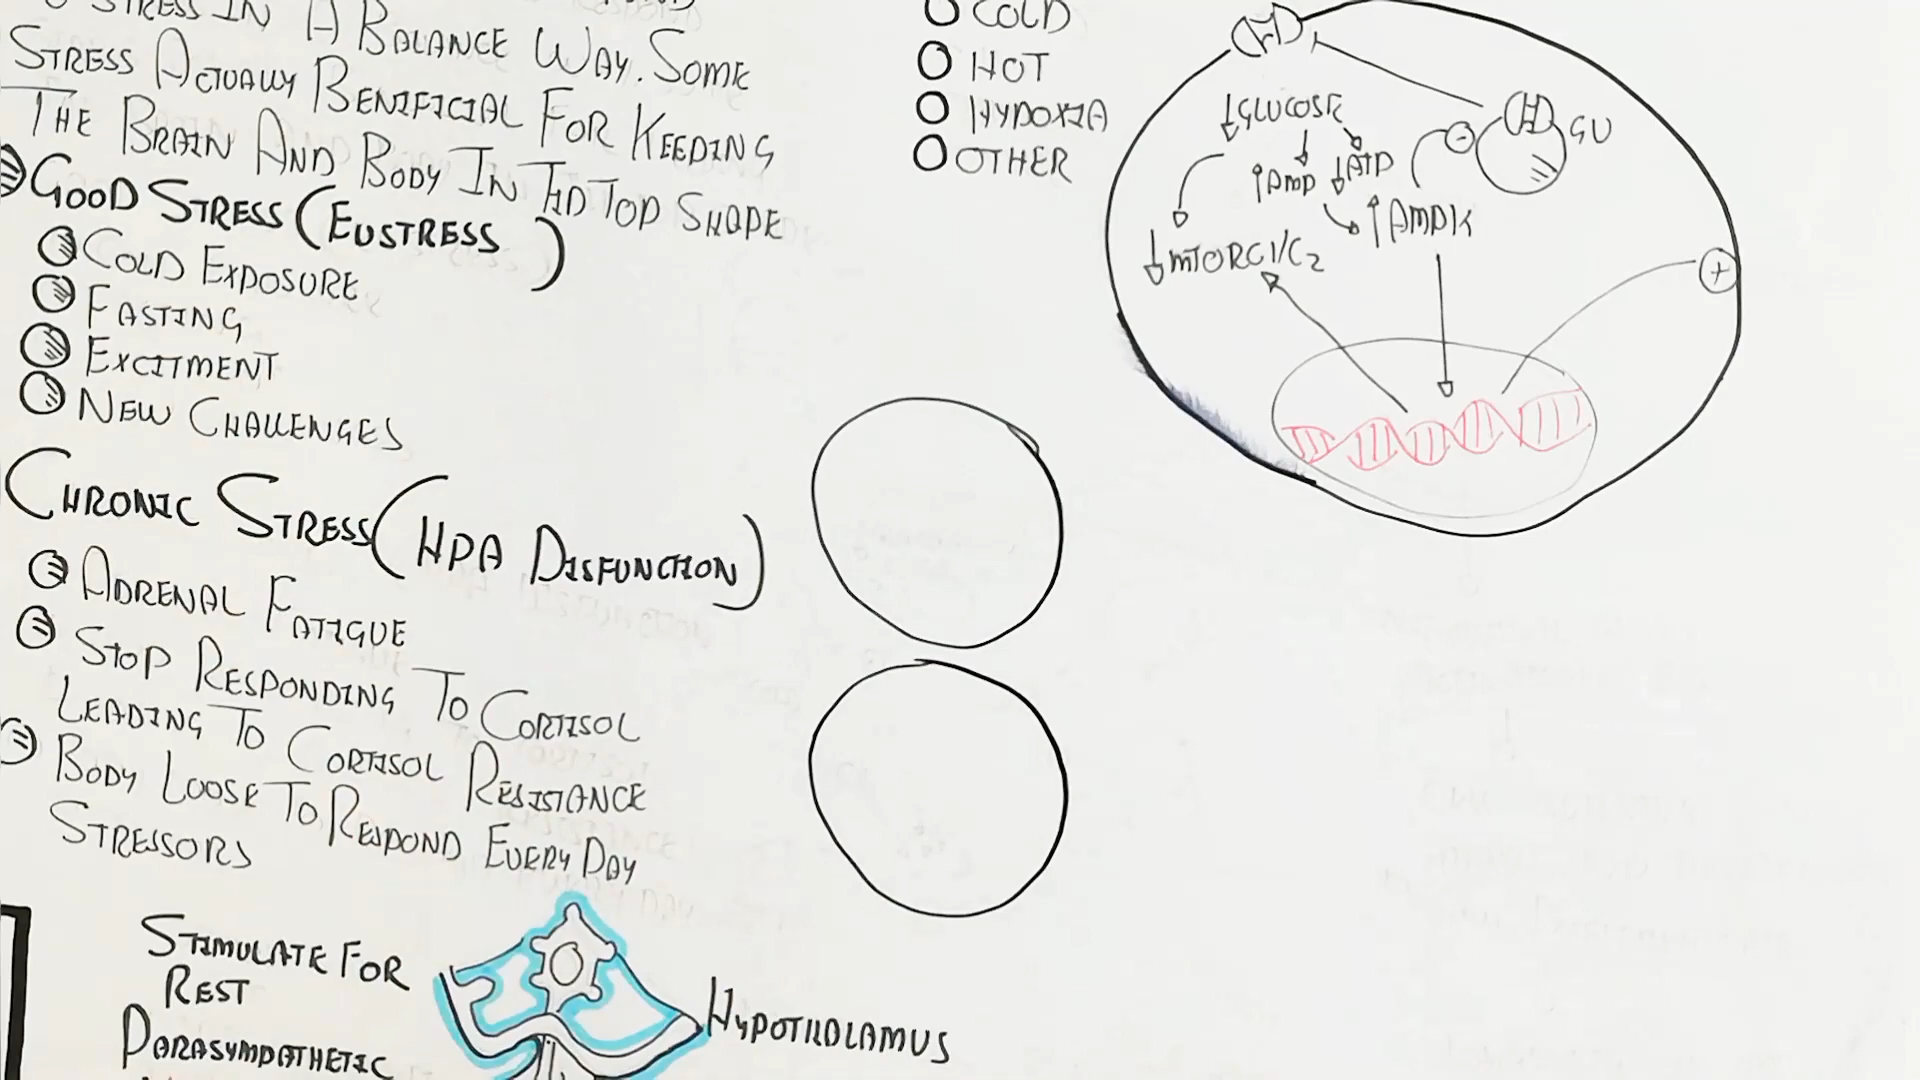 STRESS IN A BALANCE WAY. SOME
STRESS ACTUALLY BENIFICIAL FOR KEEPING
THE BRAIN AND BODY IN TIP TOP SHAPE
GOOD STRESS (EUSTRESS)
COLD EXPOSURE
FASTING
EXCITMENT
NEW CHALLENGES
CHRONIC STRESS (HPA DISFUNCTION)
ADRENAL FATIGUE
STOP RESPONDING TO CORTISOL
LEADING TO CORTISOL RESISTANCE
BODY LOOSE TO RESPOND EVERY DAY
STRESSORS
STIMULATE FOR
REST
PARASYMPATHETIC
HYPOTHALAMUS
COLD
HOT
HYPOXIA
OTHER
↓GLUCOSE
↑AMP ↓ATP
↑AMPK
↓MTORC1/C2
-
GU
+